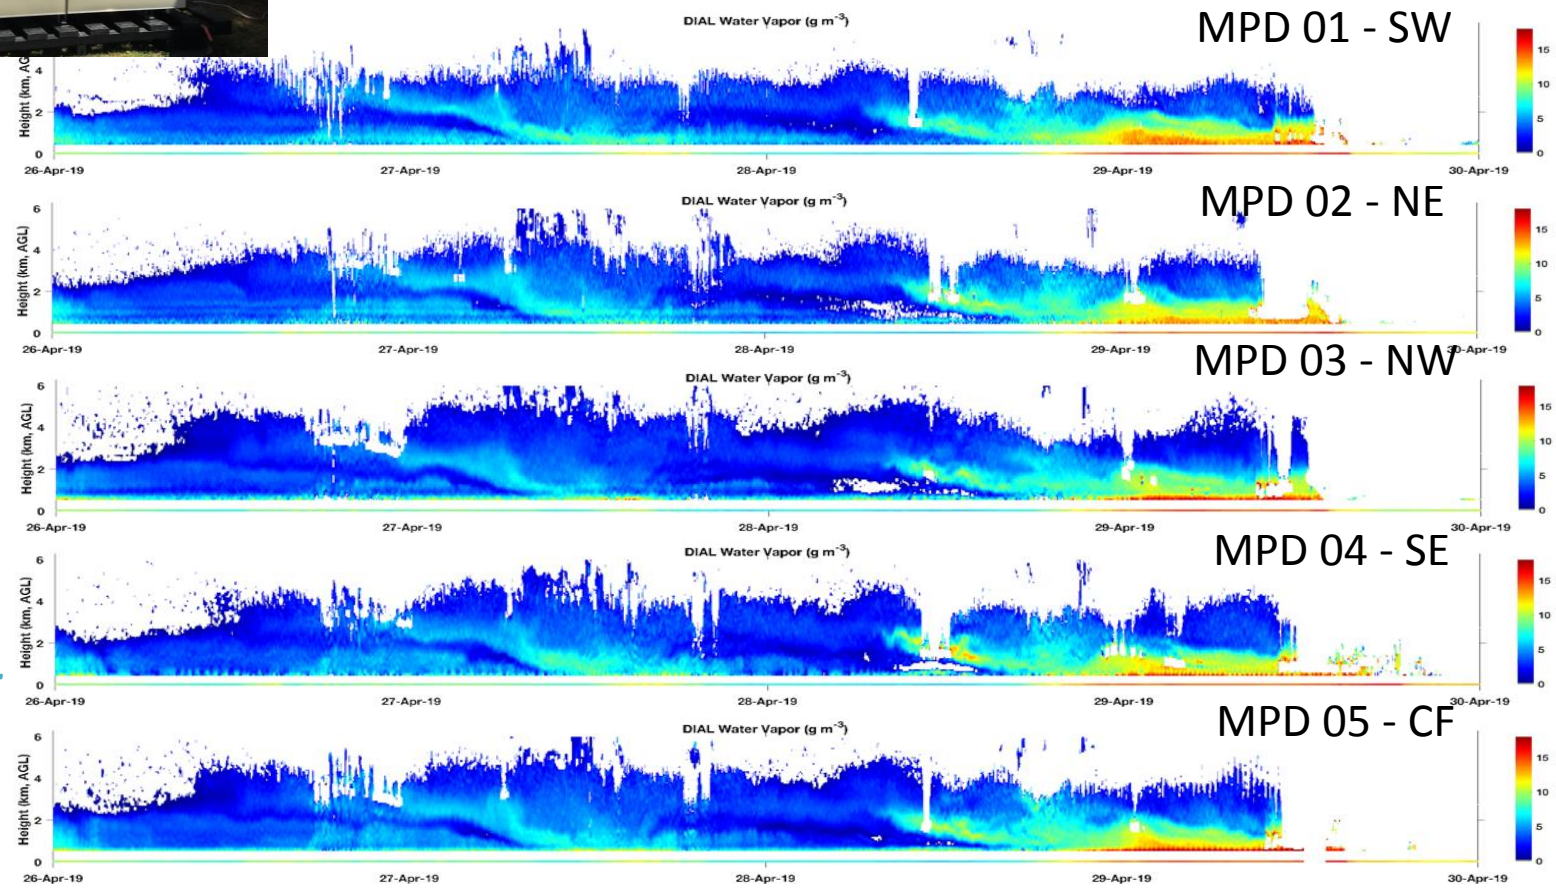 DIAL Water Vapor (g m⁻³)
MPD 01 - SW
Height (km, AGL)
4
2
0
26-Apr-19 27-Apr-19 28-Apr-19 29-Apr-19 30-Apr-19
15
10
5
0
DIAL Water Vapor (g m⁻³)
MPD 02 - NE
Height (km, AGL)
6
4
2
0
26-Apr-19 27-Apr-19 28-Apr-19 29-Apr-19 30-Apr-19
15
10
5
0
DIAL Water Vapor (g m⁻³)
MPD 03 - NW
Height (km, AGL)
6
4
2
0
26-Apr-19 27-Apr-19 28-Apr-19 29-Apr-19 30-Apr-19
15
10
5
0
DIAL Water Vapor (g m⁻³)
MPD 04 - SE
Height (km, AGL)
6
4
2
0
26-Apr-19 27-Apr-19 28-Apr-19 29-Apr-19 30-Apr-19
15
10
5
0
DIAL Water Vapor (g m⁻³)
MPD 05 - CF
Height (km, AGL)
6
4
2
0
26-Apr-19 27-Apr-19 28-Apr-19 29-Apr-19 30-Apr-19
15
10
5
0